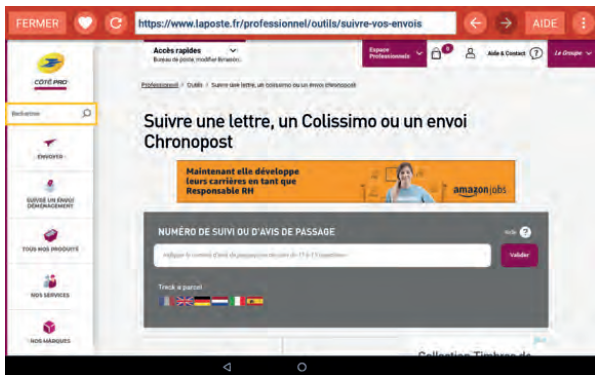 FERMER
https://www.laposte.fr/professionnel/outils/suivre-vos-envois
AIDE
Accès rapides
Bureau de poste, modifier livraison...
Espace
Professionnels
0
Aide & Contact
Le Groupe
CÔTÉ PRO
Rechercher
ENVOYER
SUIVRE UN ENVOI
DÉMÉNAGEMENT
TOUS NOS PRODUITS
NOS SERVICES
NOS MARQUES
Professionnel / Outils / Suivre une lettre, un colissimo ou un envoi chronopost
Suivre une lettre, un Colissimo ou un envoi
Chronopost
Maintenant elle développe
leurs carrières en tant que
Responsable RH
amazon jobs
NUMÉRO DE SUIVI OU D'AVIS DE PASSAGE
Aide
Valider
Track a parcel
Collection Timbres de